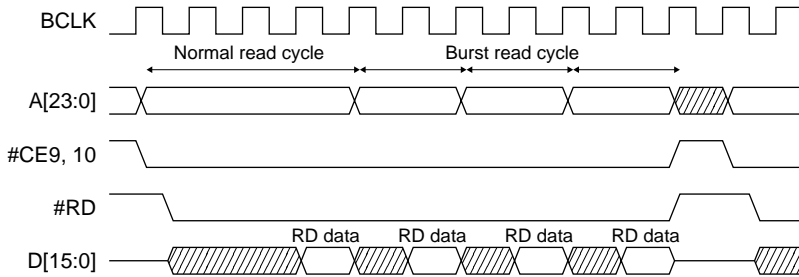 BCLK
Normal read cycle Burst read cycle
A[23:0]
#CE9, 10
#RD
RD data RD data RD data RD data
D[15:0]